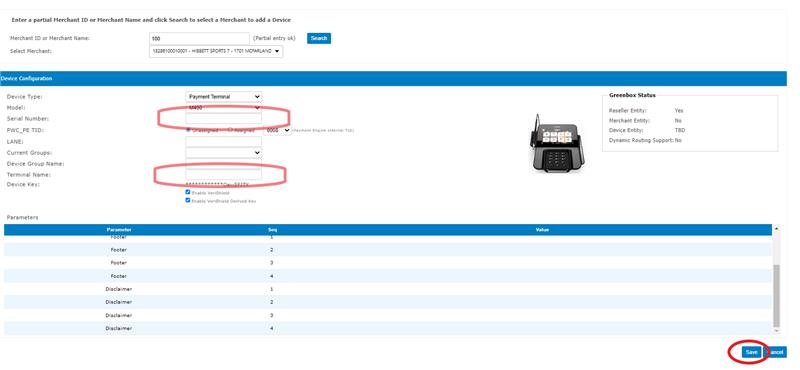 Enter a partial Merchant ID or Merchant Name and click Search to select a Merchant to add a Device
Merchant ID or Merchant Name: 100 (Partial entry ok) Search
Select Merchant: 18286100010001 - HIBBETT SPORTS 7 - 1701 MCFARLAND
Device Configuration
Device Type: Payment Terminal
Model: M400
Serial Number:
PWC_PE TID: Unassigned Assigned 0000 (Payment Engine internal TID)
LANE:
Current Groups:
Device Group Name:
Terminal Name:
Device Key:
Enable VeriShield
Enable VeriShield Derived Key
Greenbox Status
Reseller Entity: Yes
Merchant Entity: No
Device Entity: TBD
Dynamic Routing Support: No
Parameters
Parameter Seq Value
Footer 1
Footer 2
Footer 3
Footer 4
Disclaimer 1
Disclaimer 2
Disclaimer 3
Disclaimer 4
Save Cancel